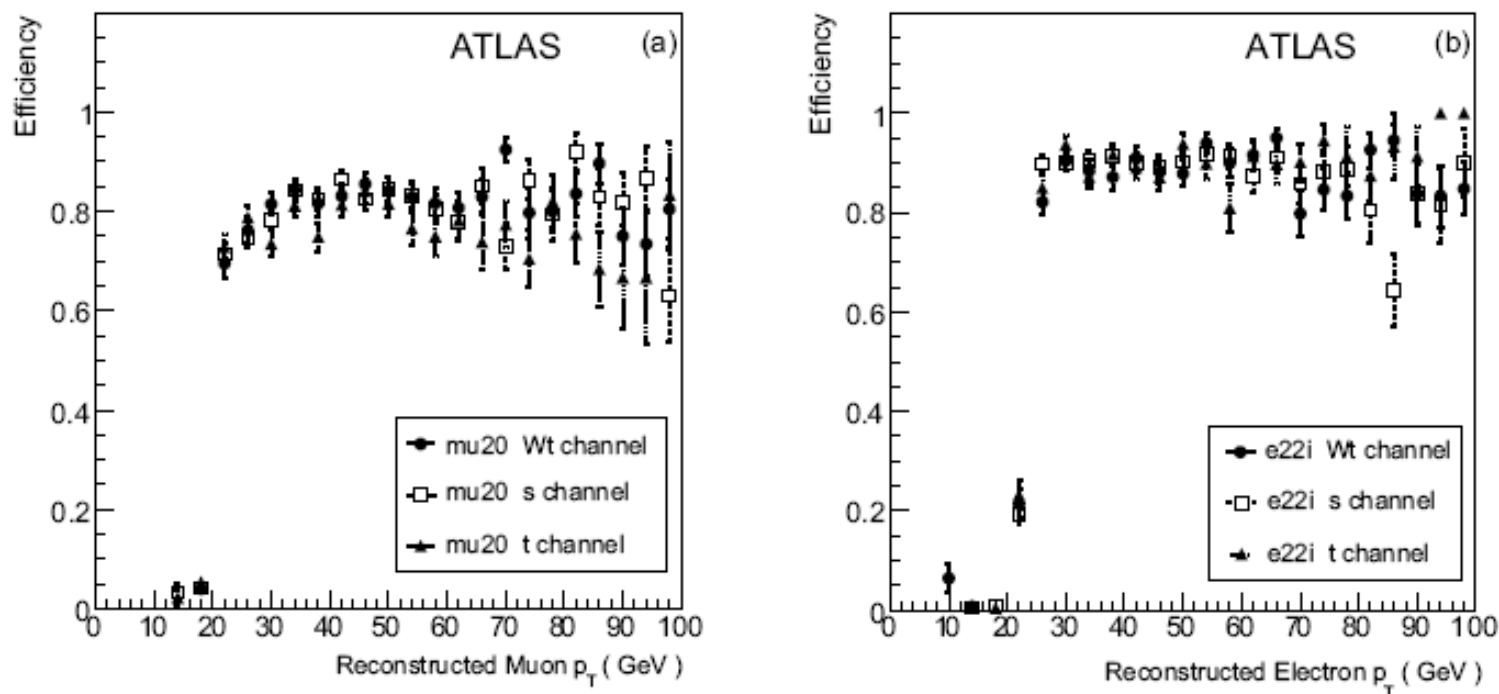 ATLAS (a)
Efficiency
1
0.8
0.6
0.4
0.2
0
mu20 Wt channel
mu20 s channel
mu20 t channel
0 10 20 30 40 50 60 70 80 90 100
Reconstructed Muon p_T ( GeV )
ATLAS (b)
Efficiency
1
0.8
0.6
0.4
0.2
0
e22i Wt channel
e22i s channel
e22i t channel
0 10 20 30 40 50 60 70 80 90 100
Reconstructed Electron p_T ( GeV )